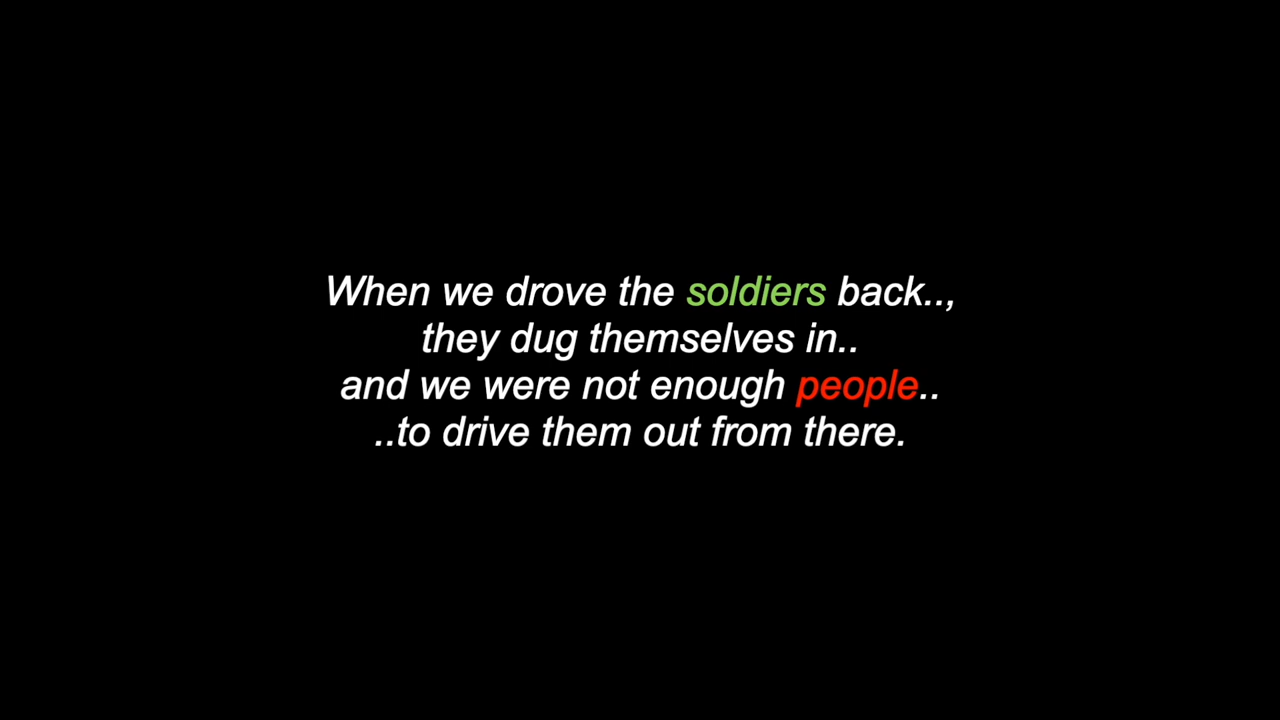 When we drove the soldiers back..,
they dug themselves in..
and we were not enough people..
..to drive them out from there.